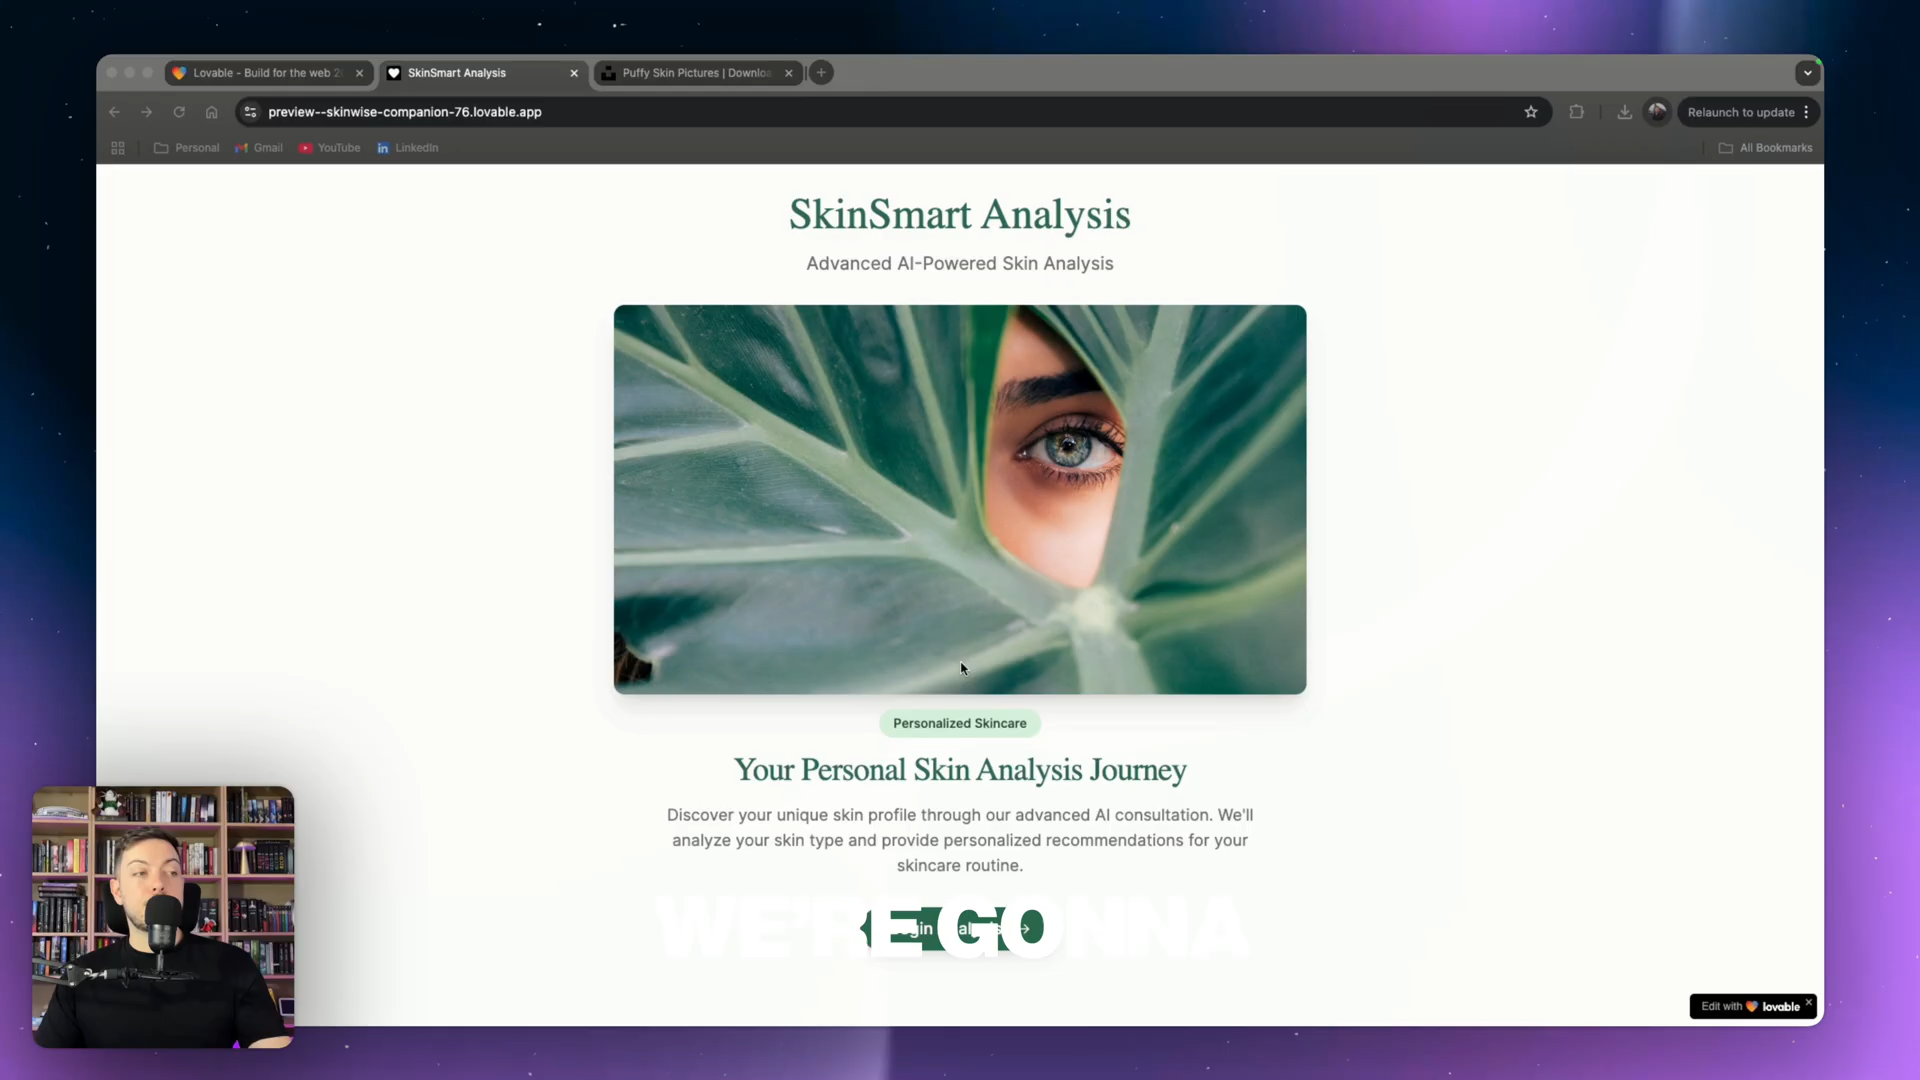 Lovable - Build for the web 2
SkinSmart Analysis
Puffy Skin Pictures | Downloa
preview--skinwise-companion-76.lovable.app
Relaunch to update
Personal
Gmail
YouTube
LinkedIn
All Bookmarks
SkinSmart Analysis
Advanced AI-Powered Skin Analysis
Personalized Skincare
Your Personal Skin Analysis Journey
Discover your unique skin profile through our advanced AI consultation. We'll
analyze your skin type and provide personalized recommendations for your
skincare routine.
WE'RE GONNA
Edit with lovable